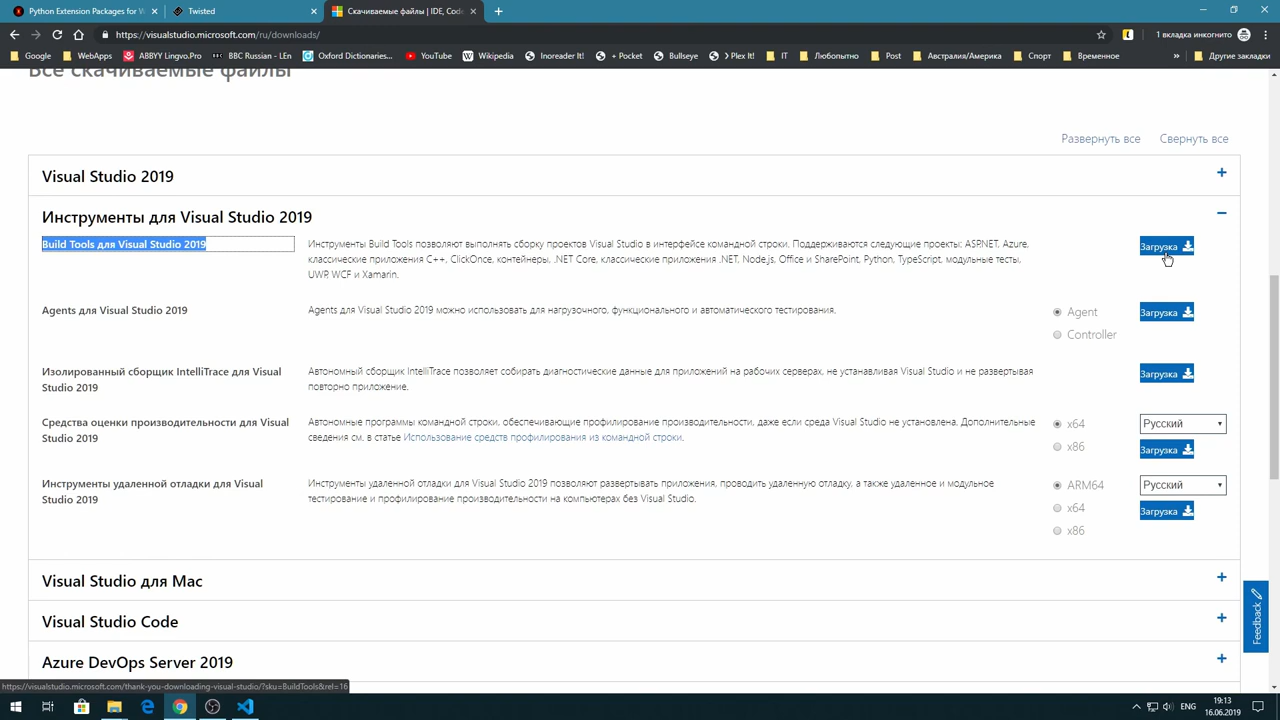 Python Extension Packages for W
Twisted
Скачиваемые файлы | IDE, Code
https://visualstudio.microsoft.com/ru/downloads/
1 вкладка инкогнито
Google
WebApps
ABBYY Lingvo.Pro
BBC Russian - LEn
Oxford Dictionaries...
YouTube
Wikipedia
Inoreader It!
+ Pocket
Bullseye
> Plex It!
IT
Любопытно
Post
Австралия/Америка
Спорт
Временное
»
Другие закладки
Все скачиваемые файлы
Развернуть все
Свернуть все
Visual Studio 2019
+
Инструменты для Visual Studio 2019
−
Build Tools для Visual Studio 2019
Инструменты Build Tools позволяют выполнять сборку проектов Visual Studio в интерфейсе командной строки. Поддерживаются следующие проекты: ASP.NET, Azure,
классические приложения C++, ClickOnce, контейнеры, .NET Core, классические приложения .NET, Node.js, Office и SharePoint, Python, TypeScript, модульные тесты,
UWP, WCF и Xamarin.
Загрузка
Agents для Visual Studio 2019
Agents для Visual Studio 2019 можно использовать для нагрузочного, функционального и автоматического тестирования.
Agent
Controller
Загрузка
Изолированный сборщик IntelliTrace для Visual
Studio 2019
Автономный сборщик IntelliTrace позволяет собирать диагностические данные для приложений на рабочих серверах, не устанавливая Visual Studio и не развертывая
повторно приложение.
Загрузка
Средства оценки производительности для Visual
Studio 2019
Автономные программы командной строки, обеспечивающие профилирование производительности, даже если среда Visual Studio не установлена. Дополнительные
сведения см. в статье Использование средств профилирования из командной строки.
x64
x86
Русский
Загрузка
Инструменты удаленной отладки для Visual
Studio 2019
Инструменты удаленной отладки для Visual Studio 2019 позволяют развертывать приложения, проводить удаленную отладку, а также удаленное и модульное
тестирование и профилирование производительности на компьютерах без Visual Studio.
ARM64
x64
x86
Русский
Загрузка
Visual Studio для Mac
+
Visual Studio Code
+
Azure DevOps Server 2019
+
Feedback
https://visualstudio.microsoft.com/thank-you-downloading-visual-studio/?sku=BuildTools&rel=16
ENG
19:13
16.06.2019